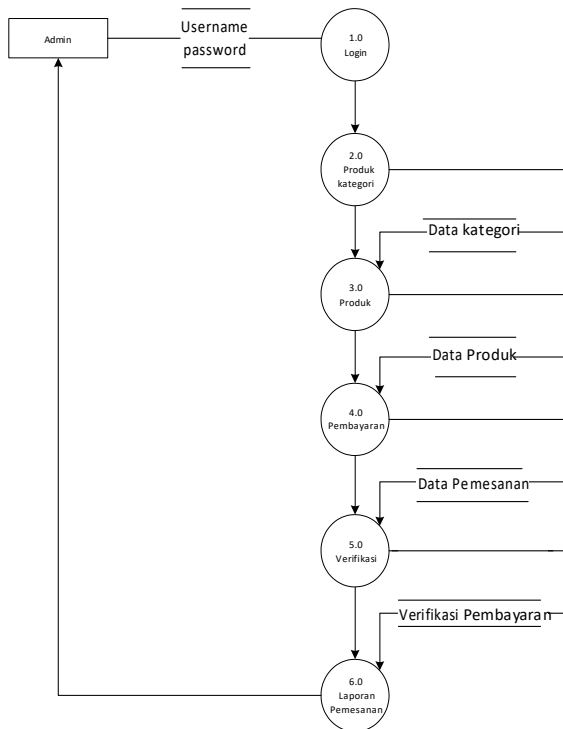 Username
password
Admin
1.0
Login
2.0
Produk
kategori
Data kategori
3.0
Produk
Data Produk
4.0
Pembayaran
Data Pemesanan
5.0
Verifikasi
Verifikasi Pembayaran
6.0
Laporan
Pemesanan